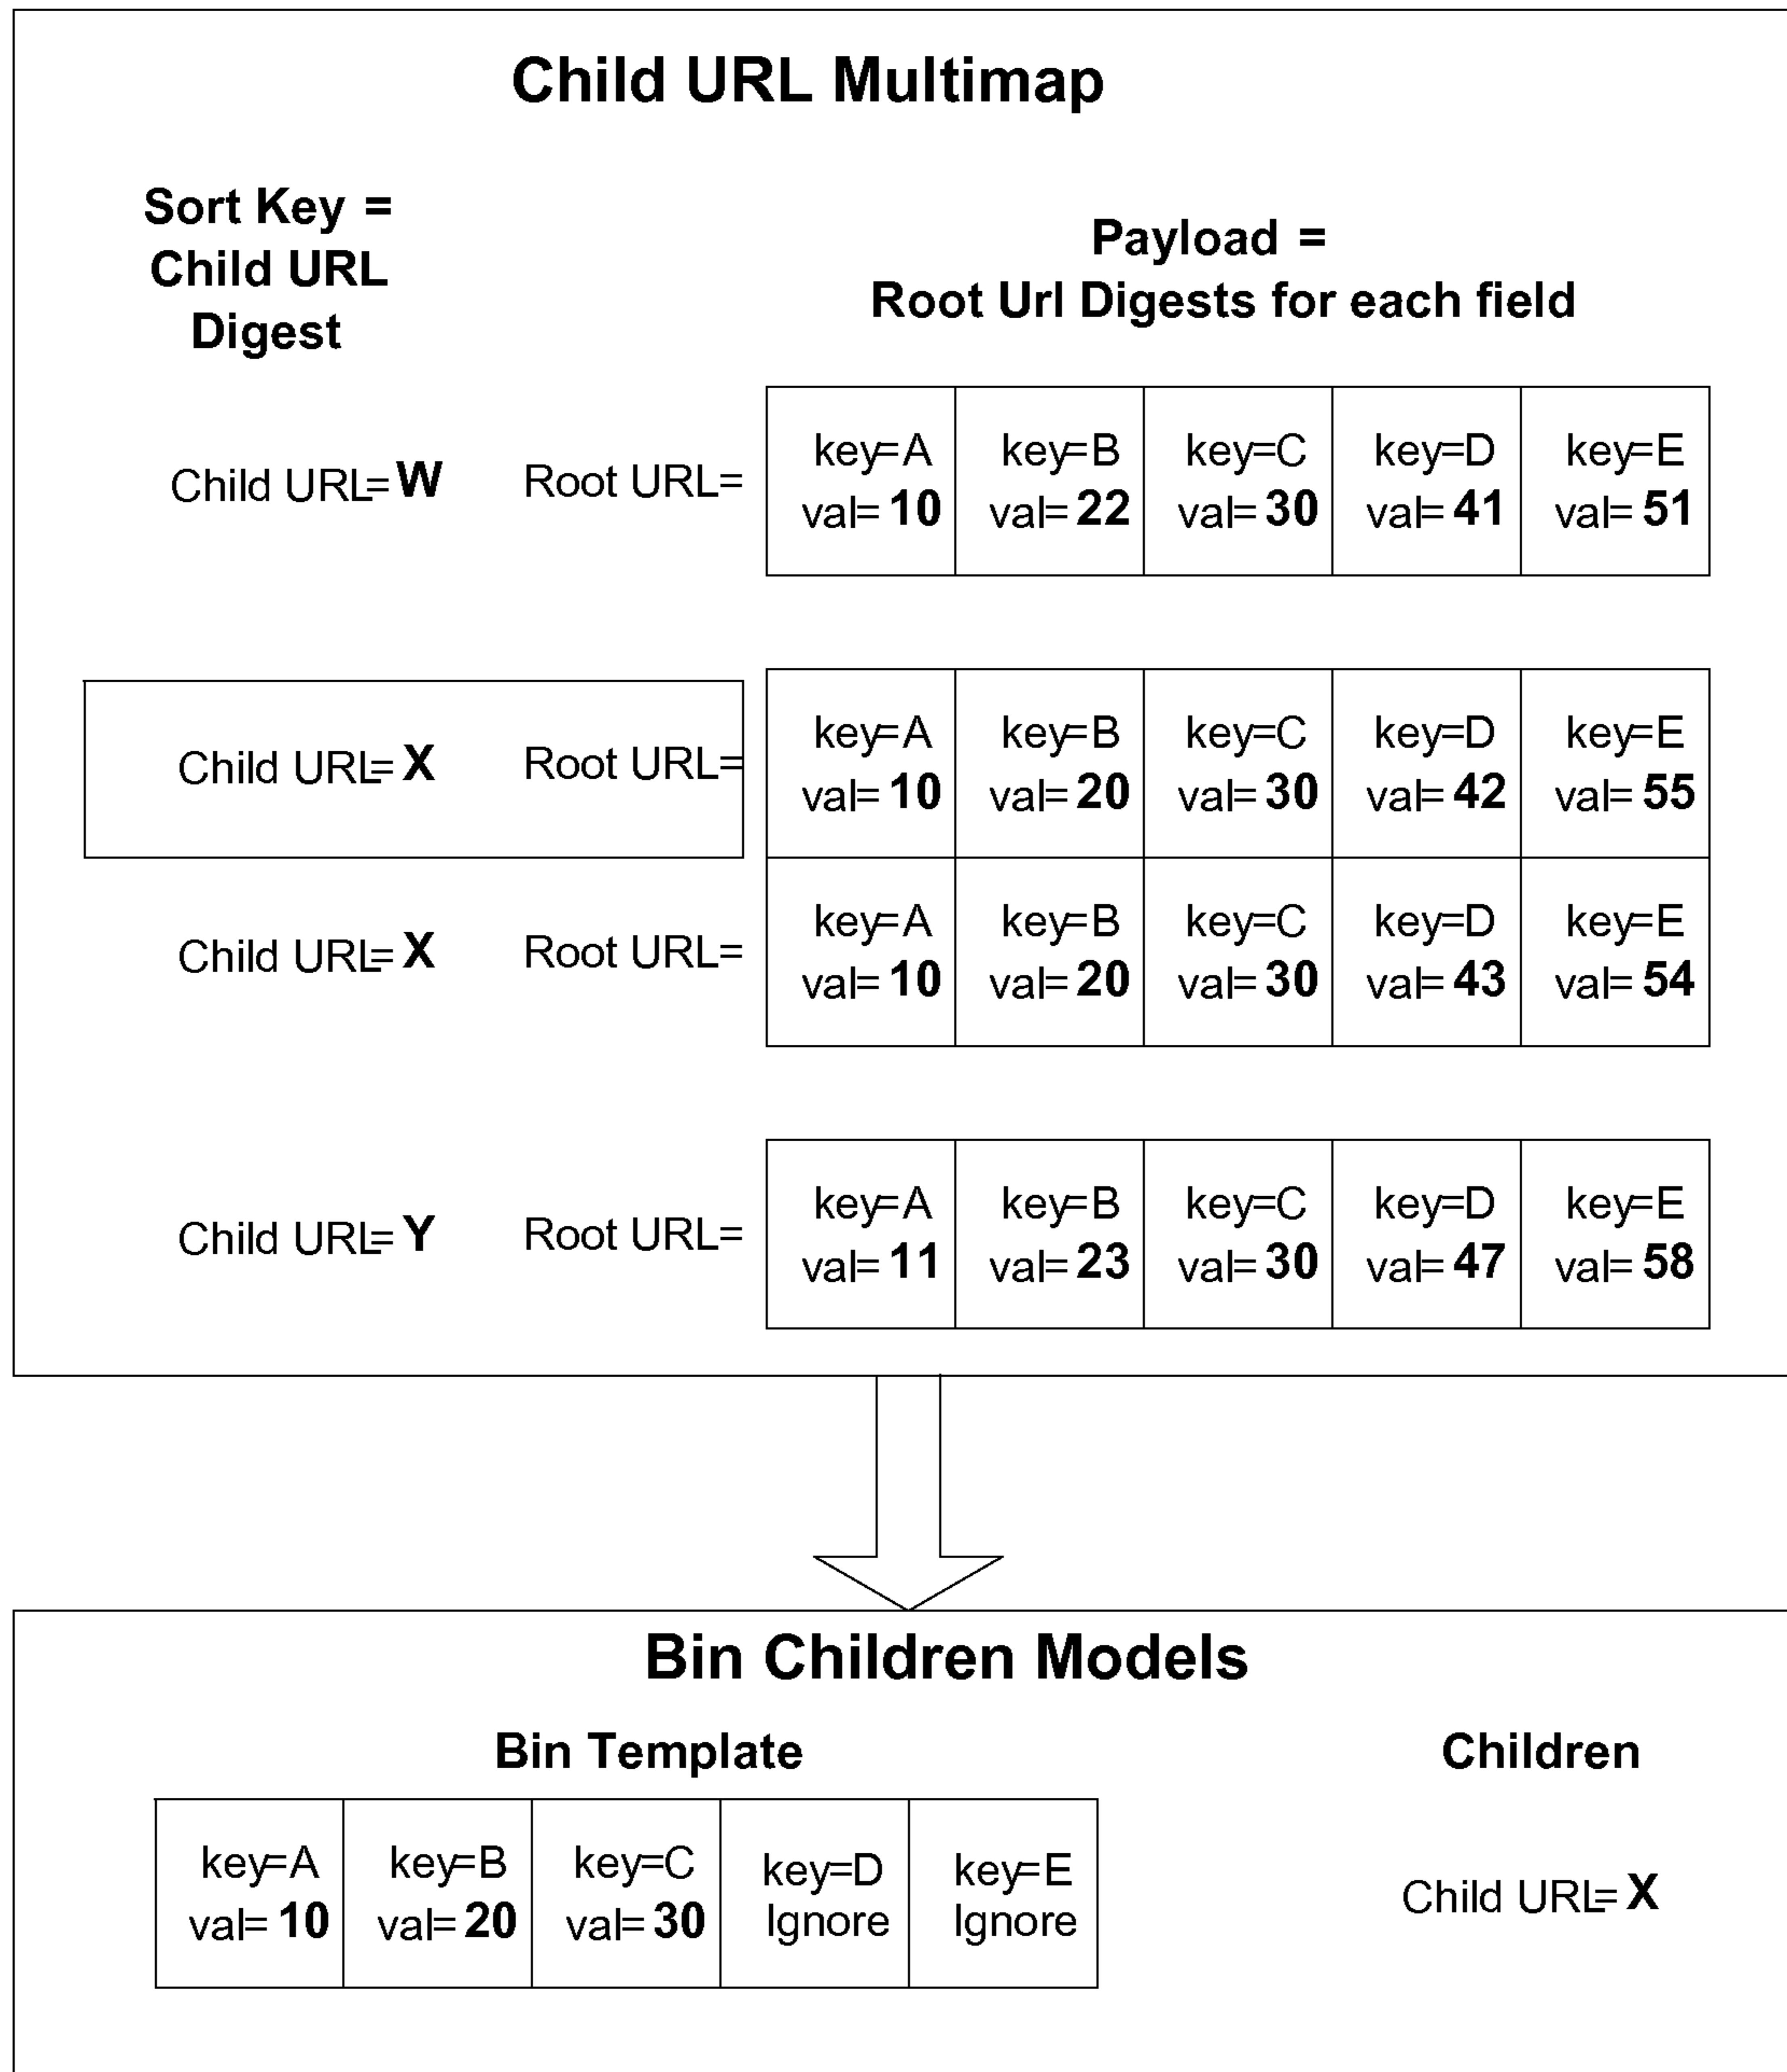 Child URL Multimap
Sort Key =
Child URL
Digest
Payload =
Root Url Digests for each field
Child URL= W Root URL=
key=A key=B key=C key=D key=E
val= 10 val= 22 val= 30 val= 41 val= 51
Child URL= X Root URL=
key=A key=B key=C key=D key=E
val= 10 val= 20 val= 30 val= 42 val= 55
Child URL= X Root URL=
key=A key=B key=C key=D key=E
val= 10 val= 20 val= 30 val= 43 val= 54
Child URL= Y Root URL=
key=A key=B key=C key=D key=E
val= 11 val= 23 val= 30 val= 47 val= 58
Bin Children Models
Bin Template
Children
key=A key=B key=C key=D key=E
val= 10 val= 20 val= 30 Ignore Ignore
Child URL= X